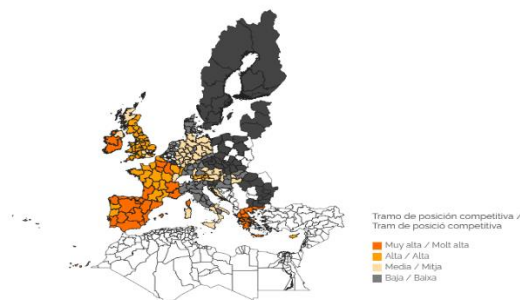 Tramo de posición competitiva /
Tram de posició competitiva
Muy alta / Molt alta
Alta / Alta
Media / Mitja
Baja / Baixa